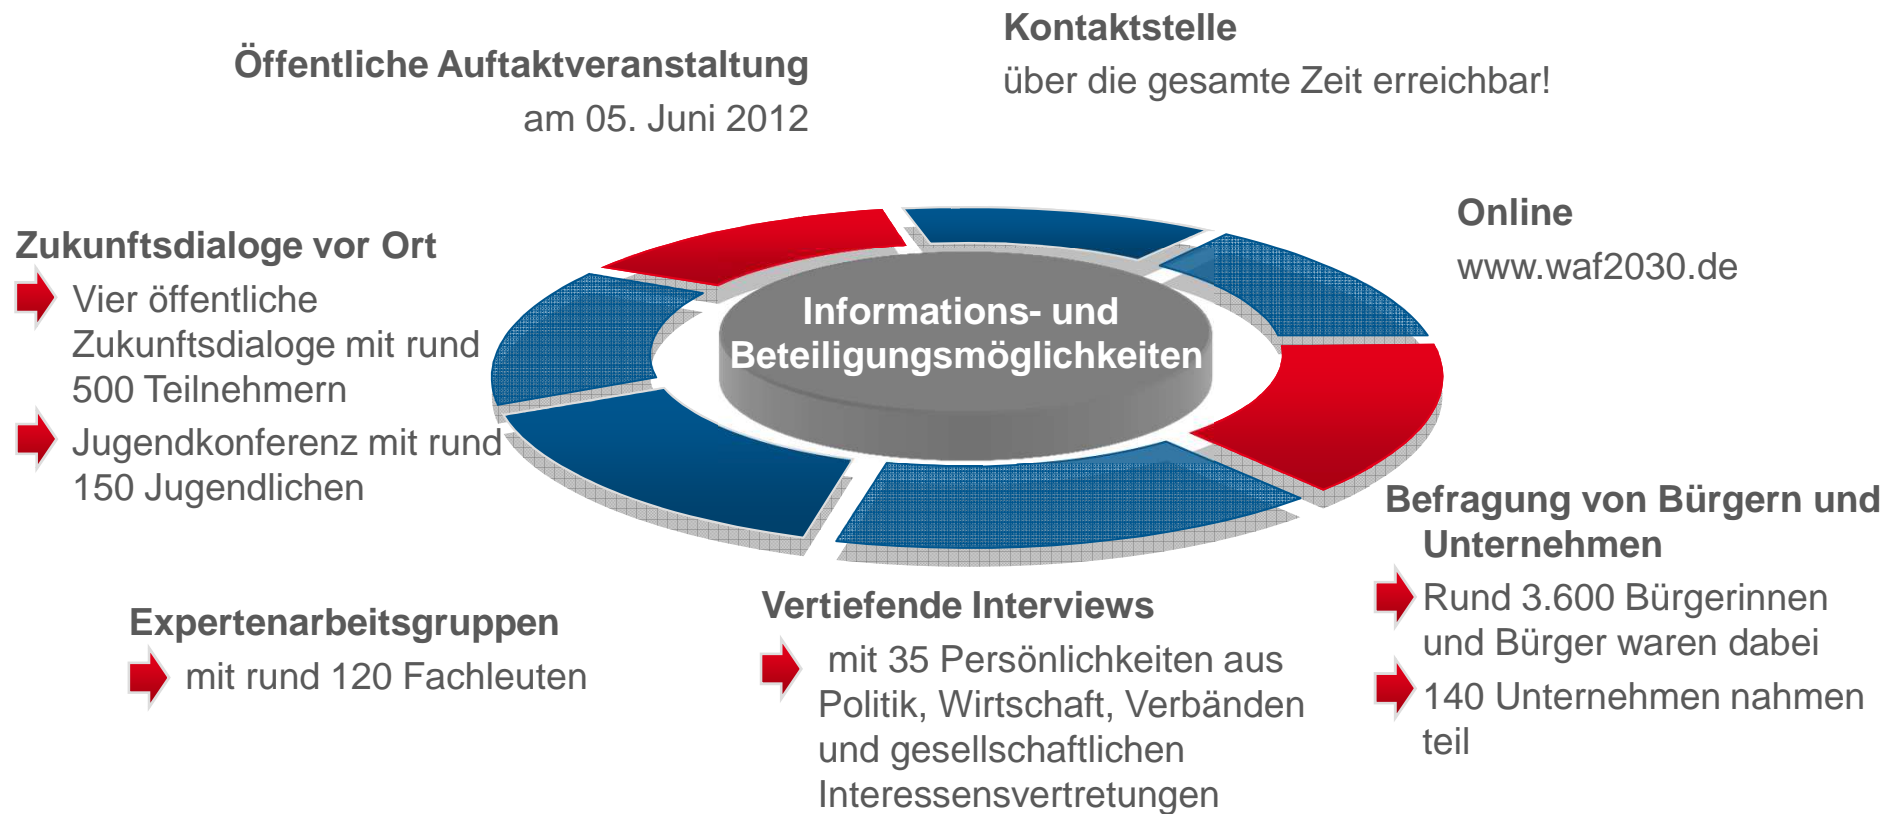 Öffentliche Auftaktveranstaltung
am 05. Juni 2012
Kontaktstelle
über die gesamte Zeit erreichbar!
Online
www.waf2030.de
Zukunftsdialoge vor Ort
Vier öffentliche
Zukunftsdialoge mit rund
500 Teilnehmern
Jugendkonferenz mit rund
150 Jugendlichen
Informations- und
Beteiligungsmöglichkeiten
Befragung von Bürgern und
Unternehmen
Rund 3.600 Bürgerinnen
und Bürger waren dabei
140 Unternehmen nahmen
teil
Expertenarbeitsgruppen
mit rund 120 Fachleuten
Vertiefende Interviews
mit 35 Persönlichkeiten aus
Politik, Wirtschaft, Verbänden
und gesellschaftlichen
Interessensvertretungen